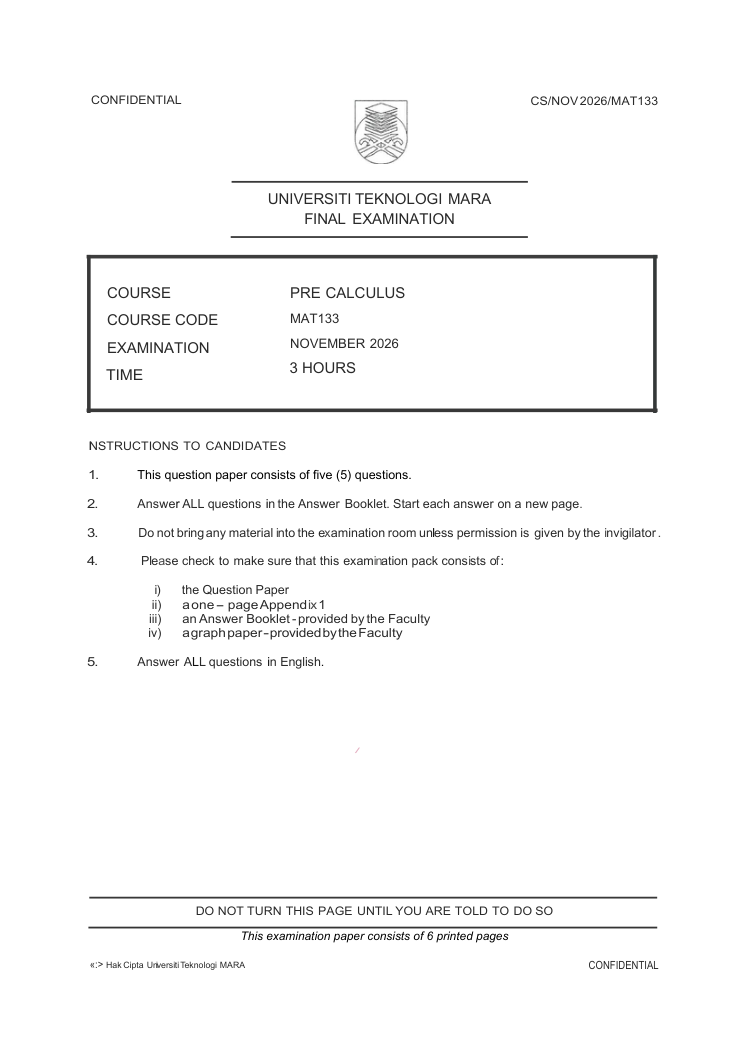 CONFIDENTIAL
CS/NOV 2026/MAT133
UNIVERSITI TEKNOLOGI MARA
FINAL EXAMINATION
COURSE PRE CALCULUS
COURSE CODE MAT133
EXAMINATION NOVEMBER 2026
TIME 3 HOURS
NSTRUCTIONS TO CANDIDATES
1. This question paper consists of five (5) questions.
2. Answer ALL questions in the Answer Booklet. Start each answer on a new page.
3. Do not bring any material into the examination room unless permission is given by the invigilator.
4. Please check to make sure that this examination pack consists of:
i) the Question Paper
ii) a one – page Appendix 1
iii) an Answer Booklet - provided by the Faculty
iv) a graph paper - provided by the Faculty
5. Answer ALL questions in English.
DO NOT TURN THIS PAGE UNTIL YOU ARE TOLD TO DO SO
This examination paper consists of 6 printed pages
«:> Hak Cipta Universiti Teknologi MARA
CONFIDENTIAL